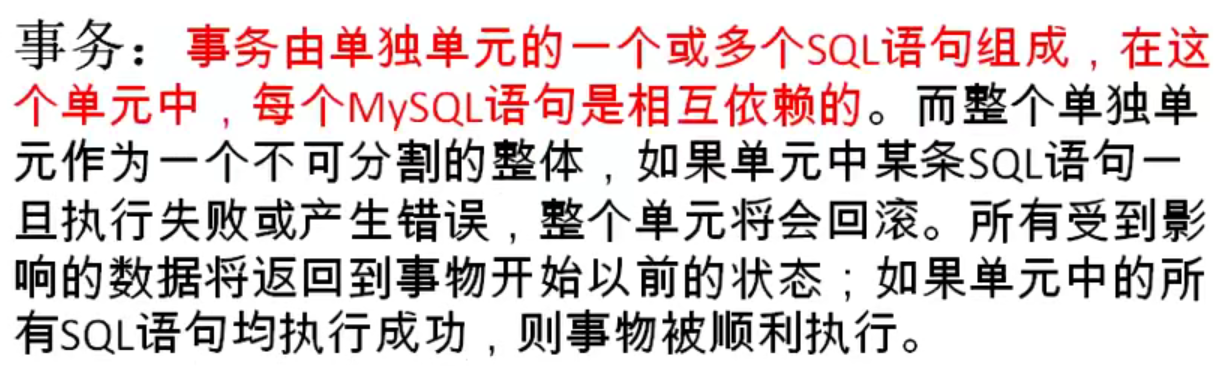 事务：事务由单独单元的一个或多个SQL语句组成，在这
个单元中，每个MySQL语句是相互依赖的。而整个单独单
元作为一个不可分割的整体，如果单元中某条SQL语句一
旦执行失败或产生错误，整个单元将会回滚。所有受到影
响的数据将返回到事物开始以前的状态；如果单元中的所
有SQL语句均执行成功，则事物被顺利执行。